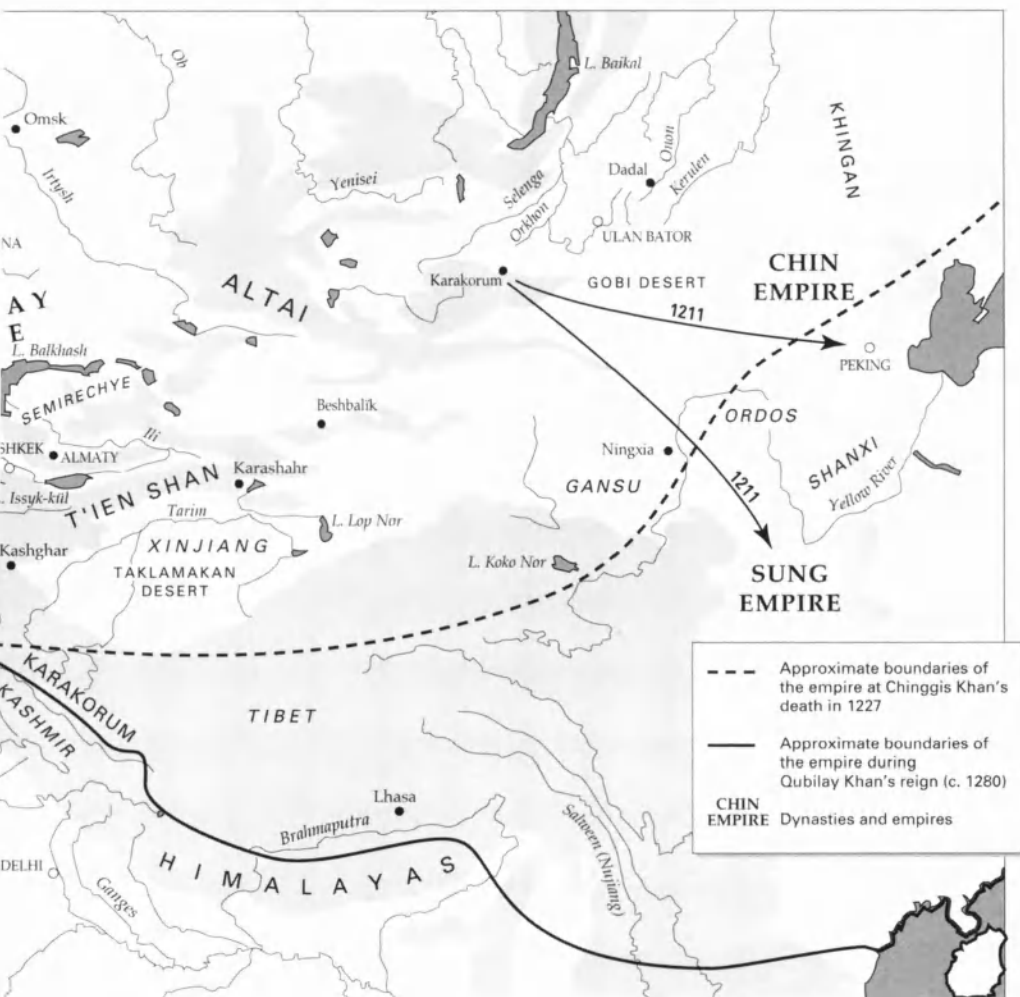 Ob
L. Baikal
Omsk
Irtysh
Yenisei
Selenga
Orkhon
Dadal
Onon
Kerulen
KHINGAN
ULAN BATOR
NA
ALTAI
Karakorum
GOBI DESERT
CHIN
EMPIRE
AY
E
1211
L. Balkhash
PEKING
SEMIRECHYE
Beshbalïk
ORDOS
Ili
SHKEK
ALMATY
Ningxia
SHANXI
Karashahr
GANSU
1211
Yellow River
. Issyk-kül
T'IEN SHAN
Tarim
L. Lop Nor
XINJIANG
Kashghar
TAKLAMAKAN
DESERT
L. Koko Nor
SUNG
EMPIRE
KARAKORUM
KASHMIR
TIBET
Approximate boundaries of
the empire at Chinggis Khan's
death in 1227
Approximate boundaries of
the empire during
Qubilay Khan's reign (c. 1280)
CHIN
EMPIRE Dynasties and empires
Lhasa
Brahmaputra
Salween (Nujiang)
DELHI
HIMALAYAS
Ganges